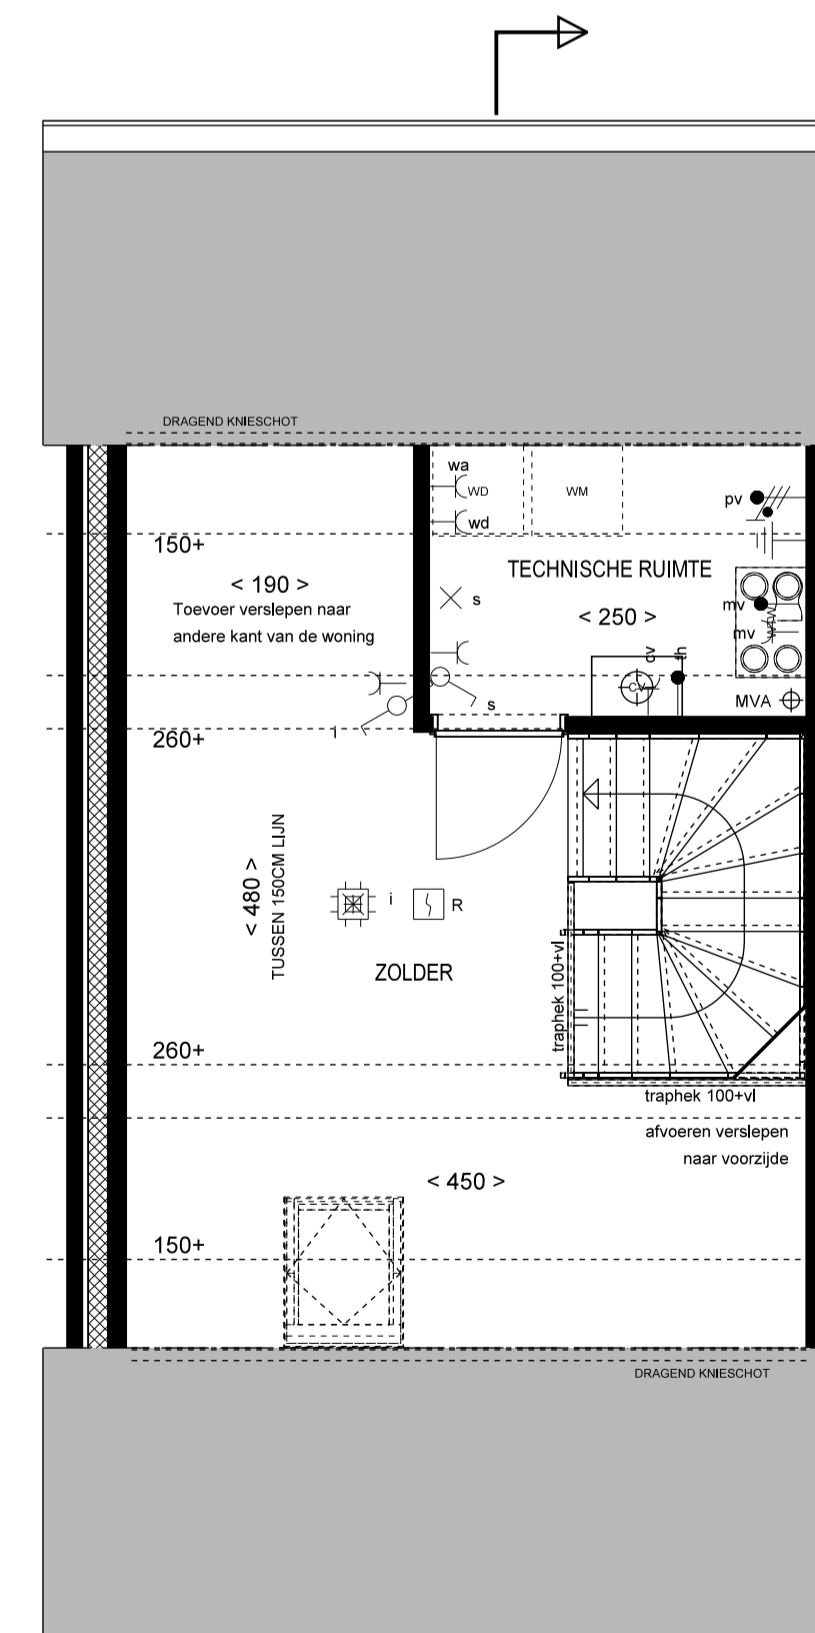 DRAGEND KNIESCHOT
wa
WD
WM
wd
pv
150+
TECHNISCHE RUIMTE
< 190 >
Toevoer verslepen naar
andere kant van de woning
s
< 250 >
mv
WTW
mv
cv
th
CV
s
MVA
i
260+
< 480 >
TUSSEN 150CM LIJN
i
R
ZOLDER
traphek 100+vl
260+
traphek 100+vl
afvoeren verslepen
naar voorzijde
< 450 >
150+
DRAGEND KNIESCHOT